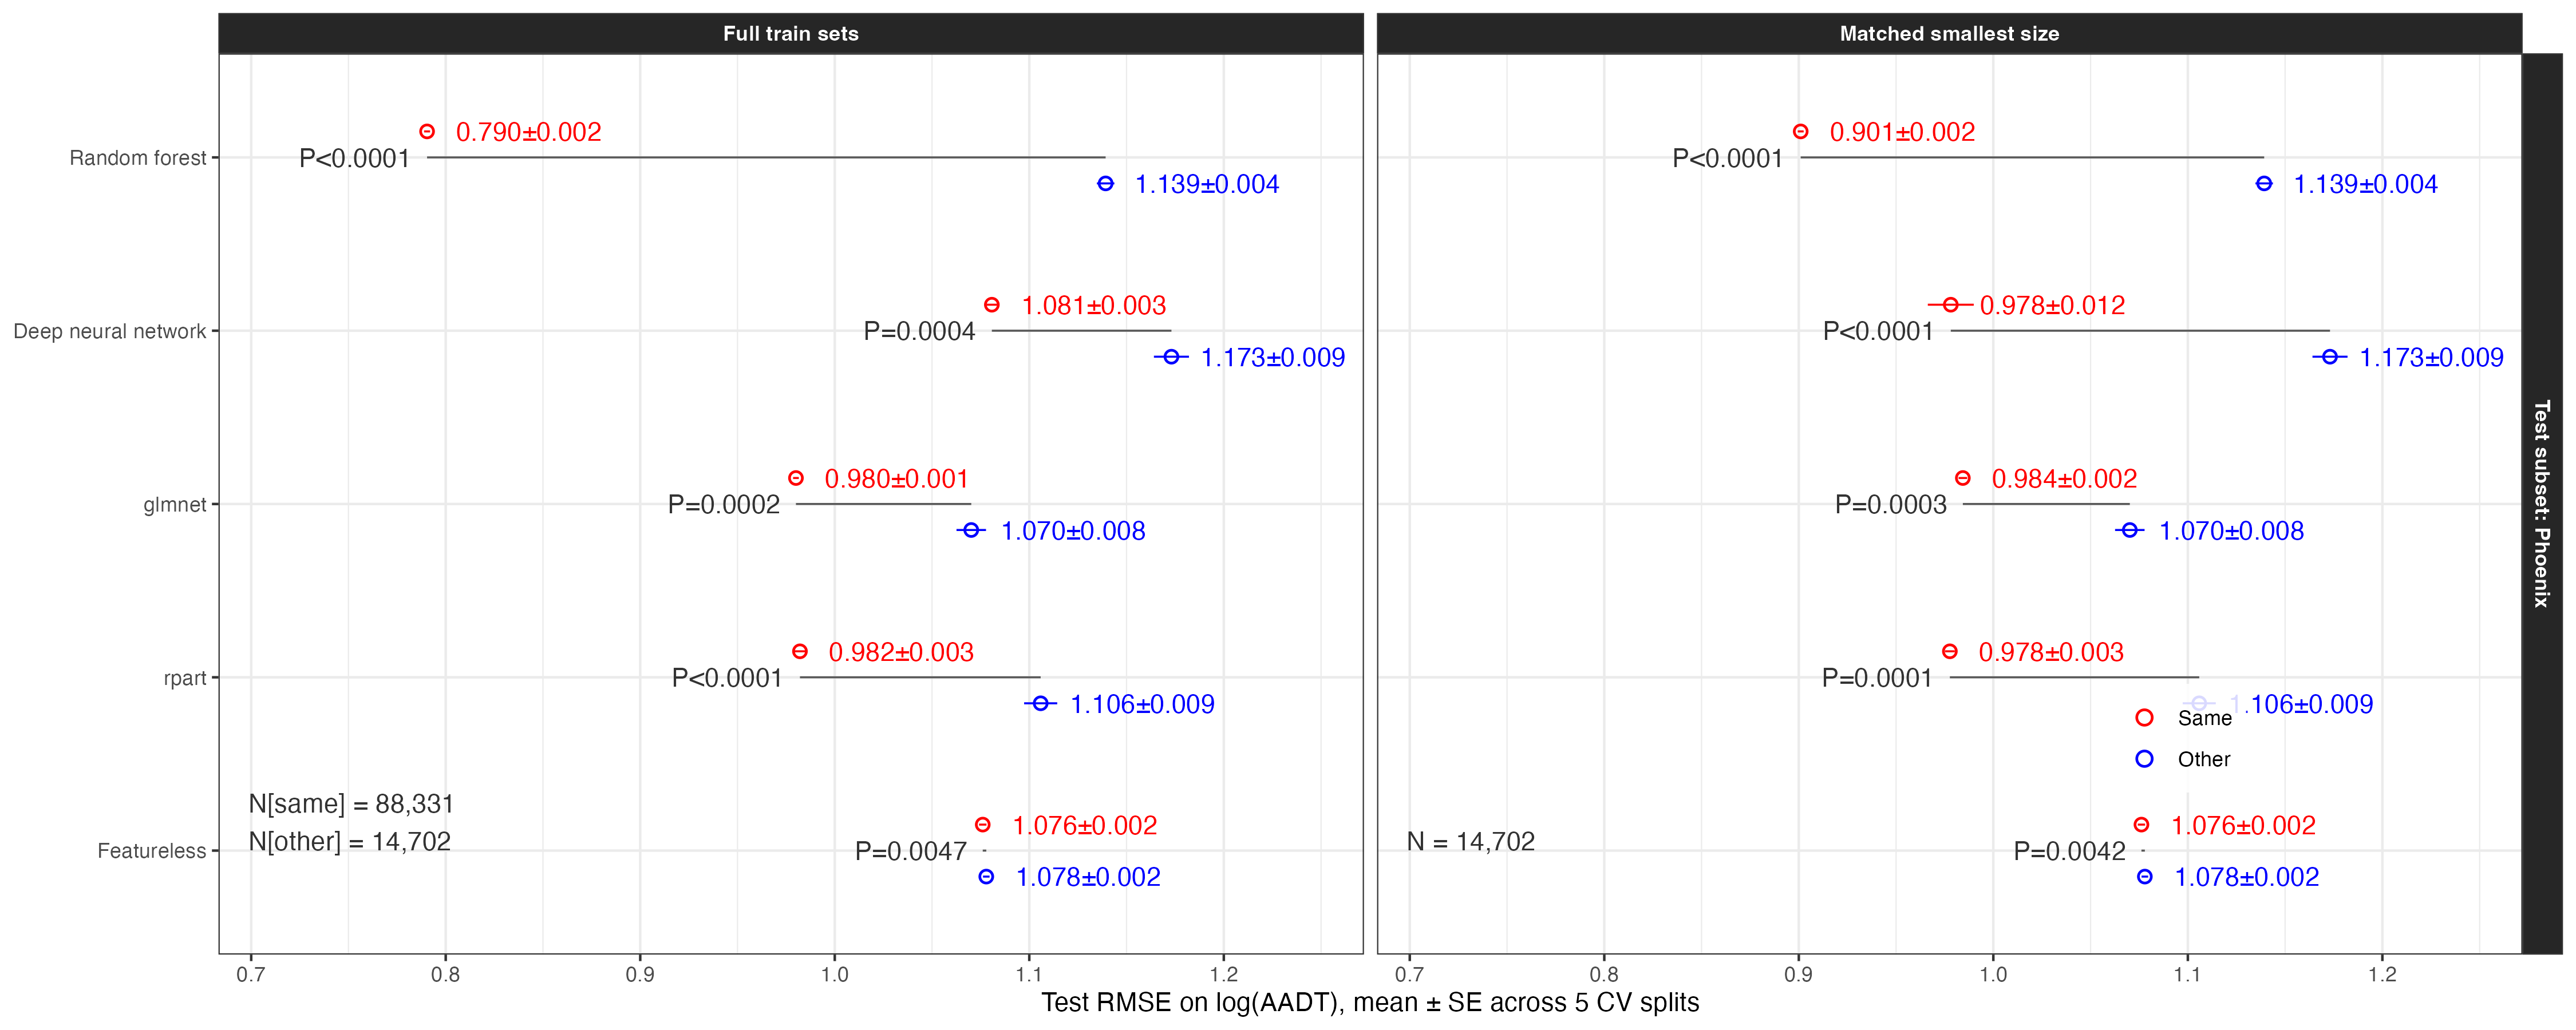 Full train sets
Matched smallest size
Random forest
0.790±0.002
P<0.0001
1.139±0.004
0.901±0.002
P<0.0001
1.139±0.004
Deep neural network
1.081±0.003
P=0.0004
1.173±0.009
0.978±0.012
P<0.0001
1.173±0.009
glmnet
0.980±0.001
P=0.0002
1.070±0.008
0.984±0.002
P=0.0003
1.070±0.008
rpart
0.982±0.003
P<0.0001
1.106±0.009
0.978±0.003
P=0.0001
1.106±0.009
Same
Other
Featureless
N[same] = 88,331
N[other] = 14,702
1.076±0.002
P=0.0047
1.078±0.002
N = 14,702
1.076±0.002
P=0.0042
1.078±0.002
Test subset: Phoenix
0.7 0.8 0.9 1.0 1.1 1.2
0.7 0.8 0.9 1.0 1.1 1.2
Test RMSE on log(AADT), mean ± SE across 5 CV splits